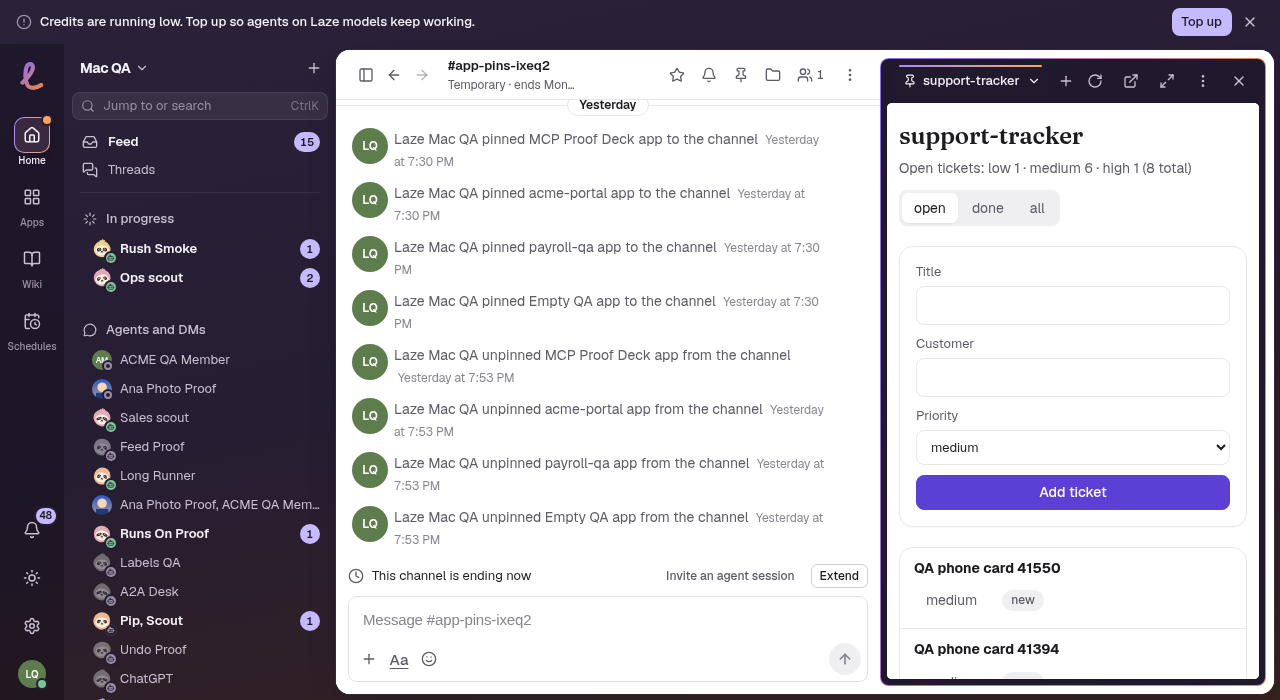 Credits are running low. Top up so agents on Laze models keep working.
Top up
Home
Apps
Wiki
Schedules
48
LQ
Mac QA
Jump to or search
CtrlK
Feed
15
Threads
In progress
Rush Smoke
1
Ops scout
2
Agents and DMs
AM
ACME QA Member
Ana Photo Proof
Sales scout
Feed Proof
Long Runner
Ana Photo Proof, ACME QA Mem...
Runs On Proof
1
Labels QA
A2A Desk
Pip, Scout
1
Undo Proof
ChatGPT
#app-pins-ixeq2
Temporary · ends Mon...
1
Yesterday
LQ
Laze Mac QA pinned MCP Proof Deck app to the channel Yesterday
at 7:30 PM
LQ
Laze Mac QA pinned acme-portal app to the channel Yesterday at
7:30 PM
LQ
Laze Mac QA pinned payroll-qa app to the channel Yesterday at 7:30
PM
LQ
Laze Mac QA pinned Empty QA app to the channel Yesterday at 7:30
PM
LQ
Laze Mac QA unpinned MCP Proof Deck app from the channel
Yesterday at 7:53 PM
LQ
Laze Mac QA unpinned acme-portal app from the channel Yesterday
at 7:53 PM
LQ
Laze Mac QA unpinned payroll-qa app from the channel Yesterday at
7:53 PM
LQ
Laze Mac QA unpinned Empty QA app from the channel Yesterday at
7:53 PM
This channel is ending now
Invite an agent session
Extend
Message #app-pins-ixeq2
Aa
support-tracker
support-tracker
Open tickets: low 1 · medium 6 · high 1 (8 total)
open
done
all
Title
Customer
Priority
medium
Add ticket
QA phone card 41550
medium
new
QA phone card 41394